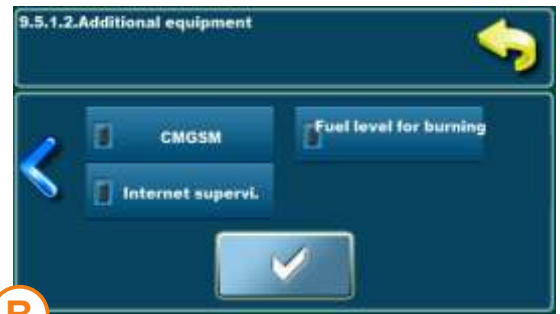 9.5.1.2.Additional equipment
CMGSM
Fuel level for burning
Internet supervi.
B